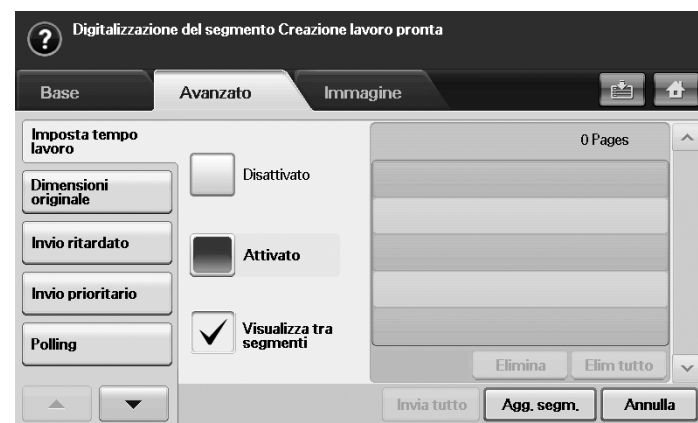 Digitalizzazione del segmento Creazione lavoro pronta
Base
Avanzato
Immagine
Imposta tempo
lavoro
Dimensioni
originale
Invio ritardato
Invio prioritario
Polling
Disattivato
Attivato
Visualizza tra
segmenti
0 Pages
Elimina
Elim tutto
Invia tutto
Agg. segm.
Annulla